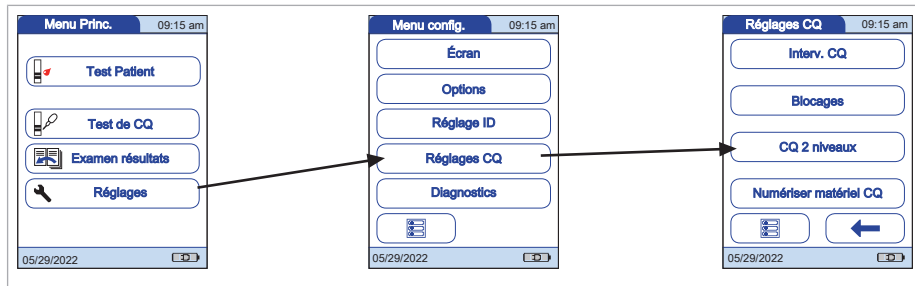 Menu Princ. 09:15 am
Test Patient
Test de CQ
Examen résultats
Réglages
05/29/2022
Menu config. 09:15 am
Écran
Options
Réglage ID
Réglages CQ
Diagnostics
05/29/2022
Réglages CQ 09:15 am
Interv. CQ
Blocages
CQ 2 niveaux
Numériser matériel CQ
05/29/2022